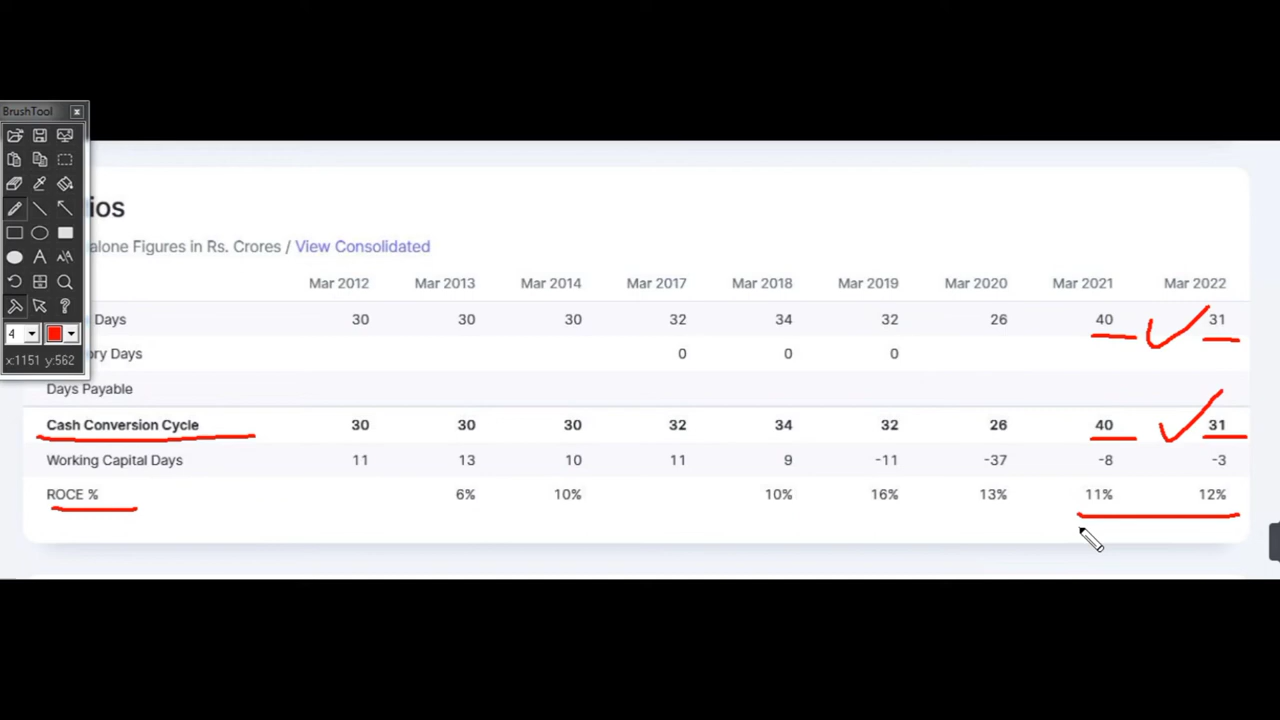 BrushTool
ios
alone Figures in Rs. Crores / View Consolidated
Mar 2012 Mar 2013 Mar 2014 Mar 2017 Mar 2018 Mar 2019 Mar 2020 Mar 2021 Mar 2022
Days 30 30 30 32 34 32 26 40 31
ory Days 0 0 0
Days Payable
Cash Conversion Cycle 30 30 30 32 34 32 26 40 31
Working Capital Days 11 13 10 11 9 -11 -37 -8 -3
ROCE % 6% 10% 10% 16% 13% 11% 12%
4
x:1151 y:562